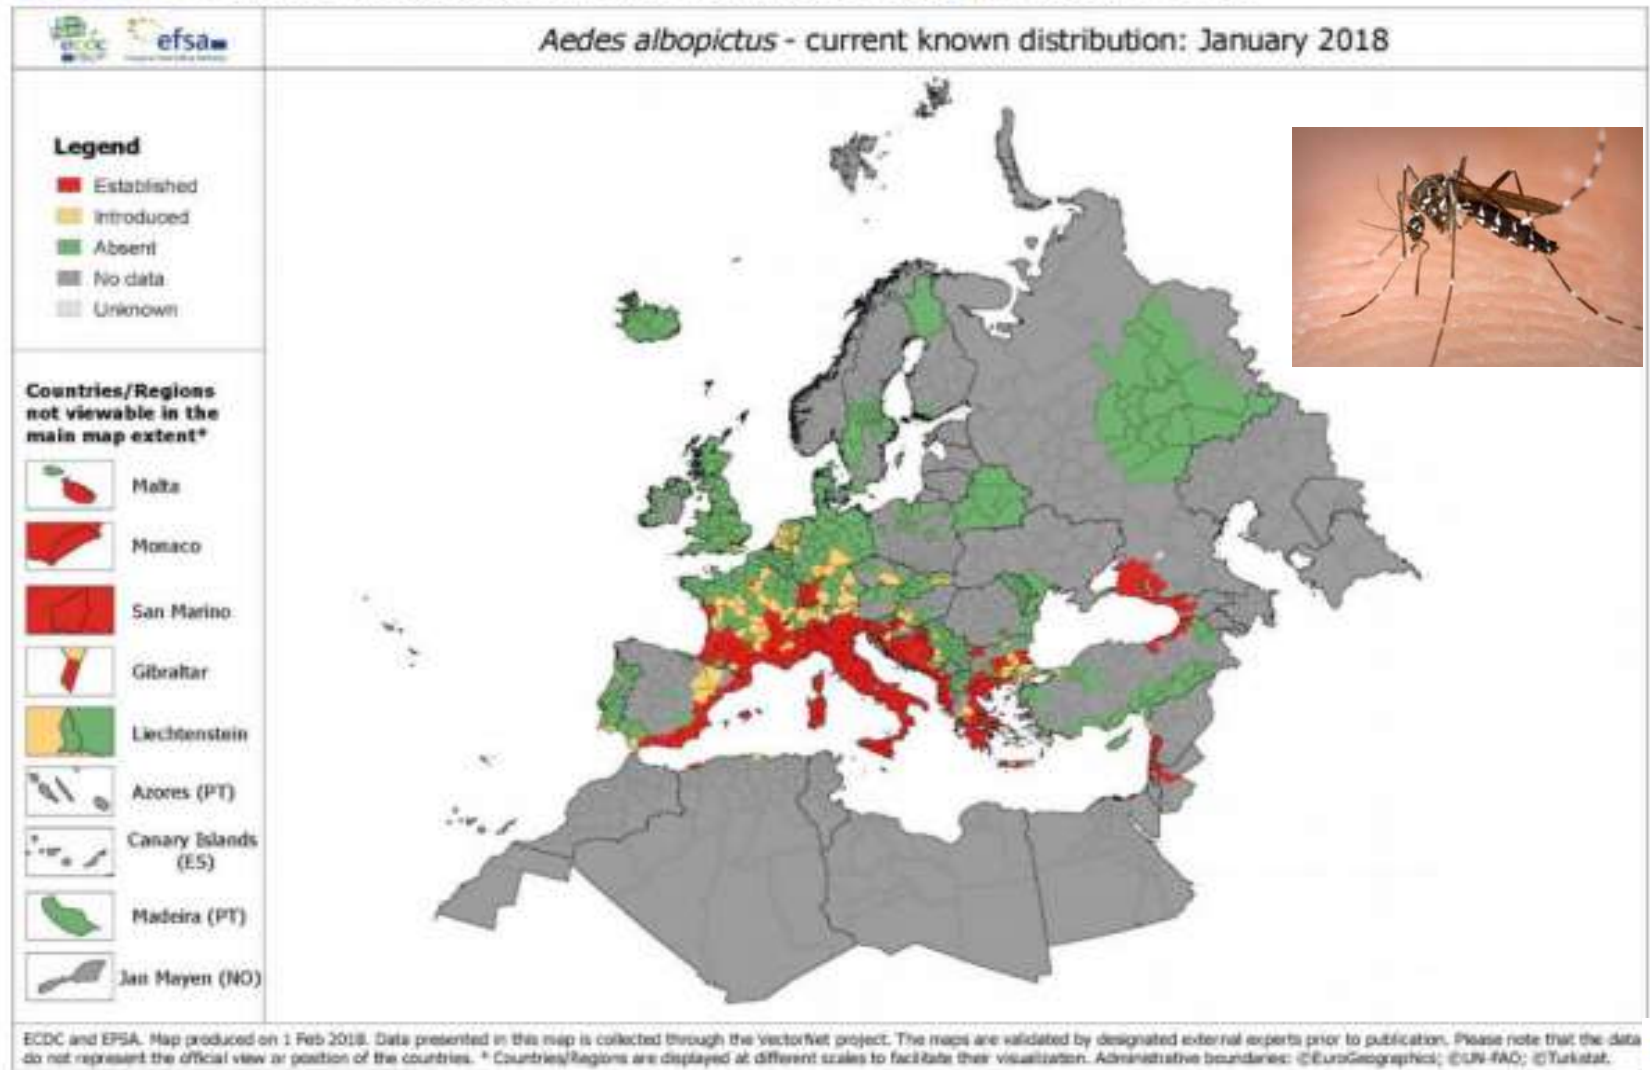 efsa
Aedes albopictus - current known distribution: January 2018
Legend
Established
Introduced
Absent
No data
Unknown
Countries/Regions
not viewable in the
main map extent*
Malta
Monaco
San Marino
Gibraltar
Liechtenstein
Azores (PT)
Canary Islands
(ES)
Madeira (PT)
Jan Mayen (NO)
ECDC and EFSA. Map produced on 1 Feb 2018. Data presented in this map is collected through the VectorNet project. The maps are validated by designated external experts prior to publication. Please note that the data
do not represent the official view or position of the countries. * Countries/Regions are displayed at different scales to facilitate their visualization. Administrative boundaries: ©EuroGeographics; ©UN-FAO; ©Turkstat.